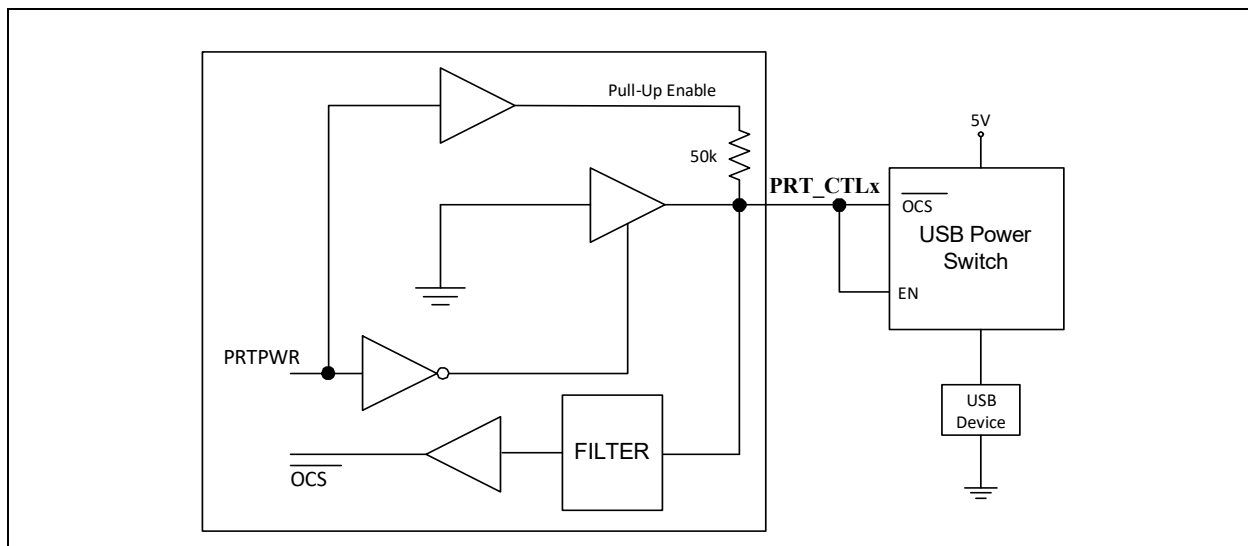 Pull-Up Enable
5V
50k
PRT_CTLx
OCS
USB Power
Switch
EN
PRTPWR
USB
Device
FILTER
OCS